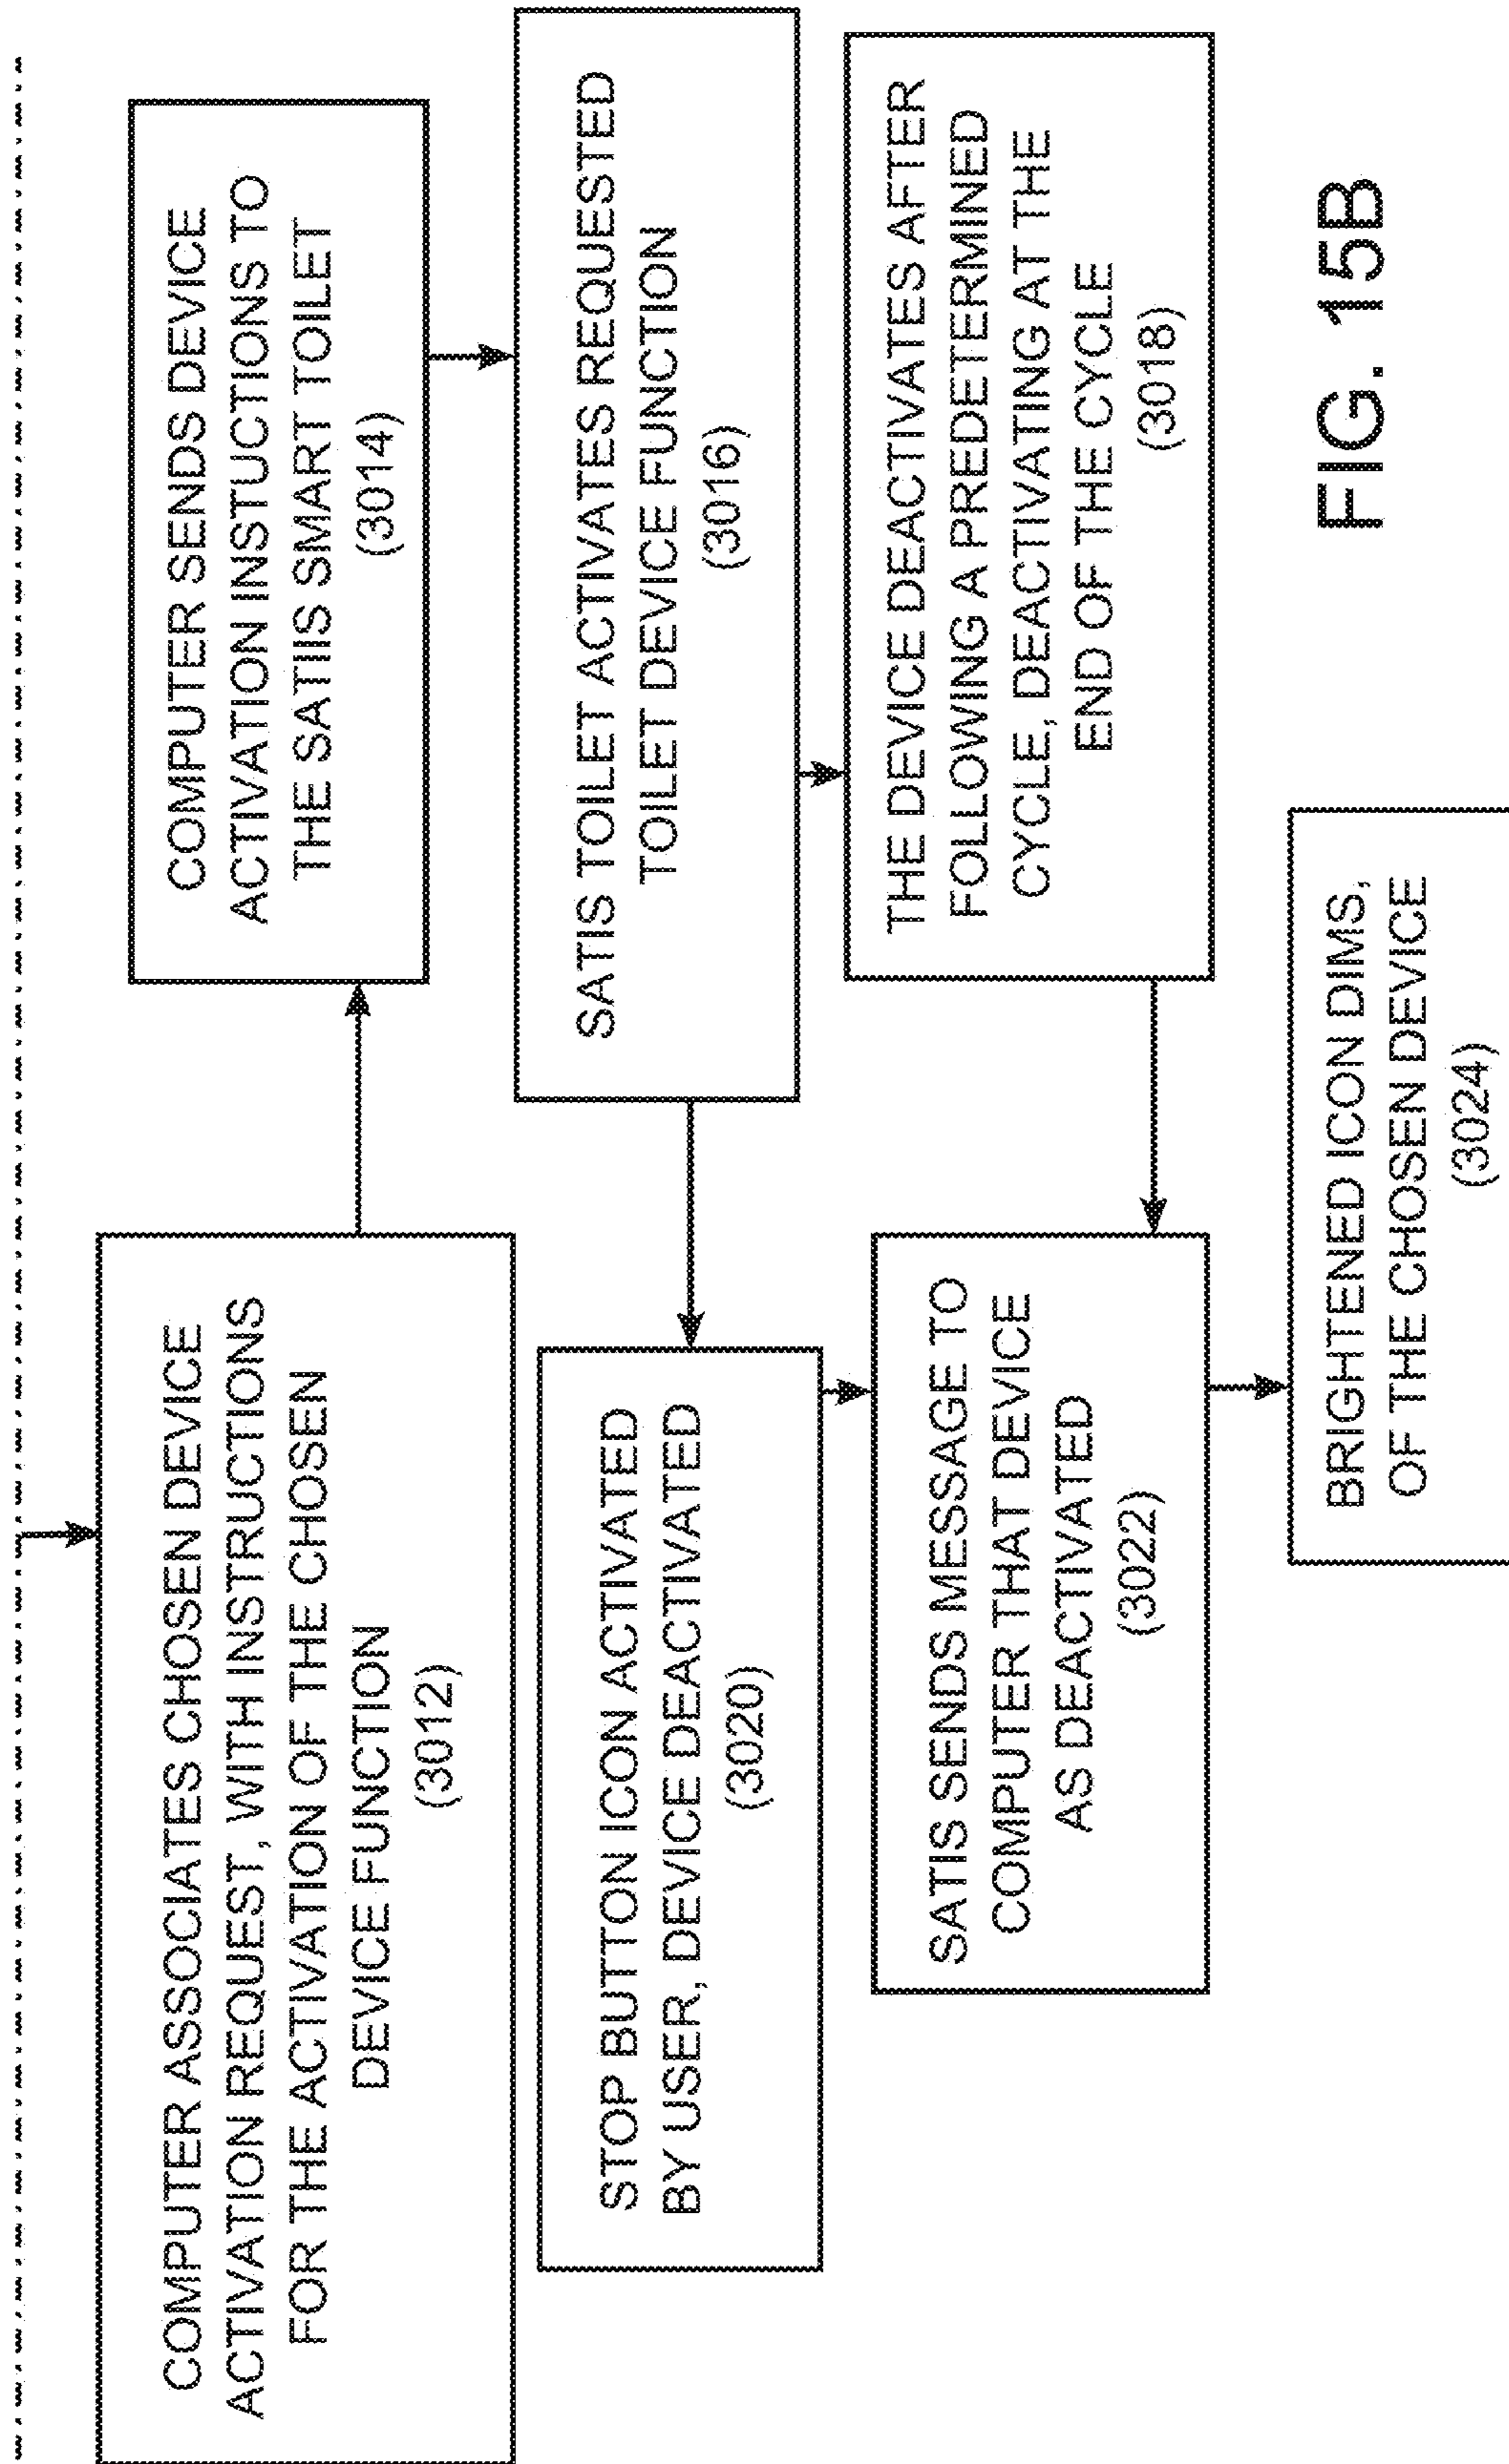 COMPUTER ASSOCIATES CHOSEN DEVICE
ACTIVATION REQUEST, WITH INSTRUCTIONS
FOR THE ACTIVATION OF THE CHOSEN
DEVICE FUNCTION
(3012)
COMPUTER SENDS DEVICE
ACTIVATION INSTUCTIONS TO
THE SATIIS SMART TOILET
(3014)
SATIS TOILET ACTIVATES REQUESTED
TOILET DEVICE FUNCTION
(3016)
STOP BUTTON ICON ACTIVATED
BY USER, DEVICE DEACTIVATED
(3020)
THE DEVICE DEACTIVATES AFTER
FOLLOWING A PREDETERMINED
CYCLE, DEACTIVATING AT THE
END OF THE CYCLE
(3018)
SATIS SENDS MESSAGE TO
COMPUTER THAT DEVICE
AS DEACTIVATED
(3022)
BRIGHTENED ICON DIMS,
OF THE CHOSEN DEVICE
(3024)
FIG. 15B